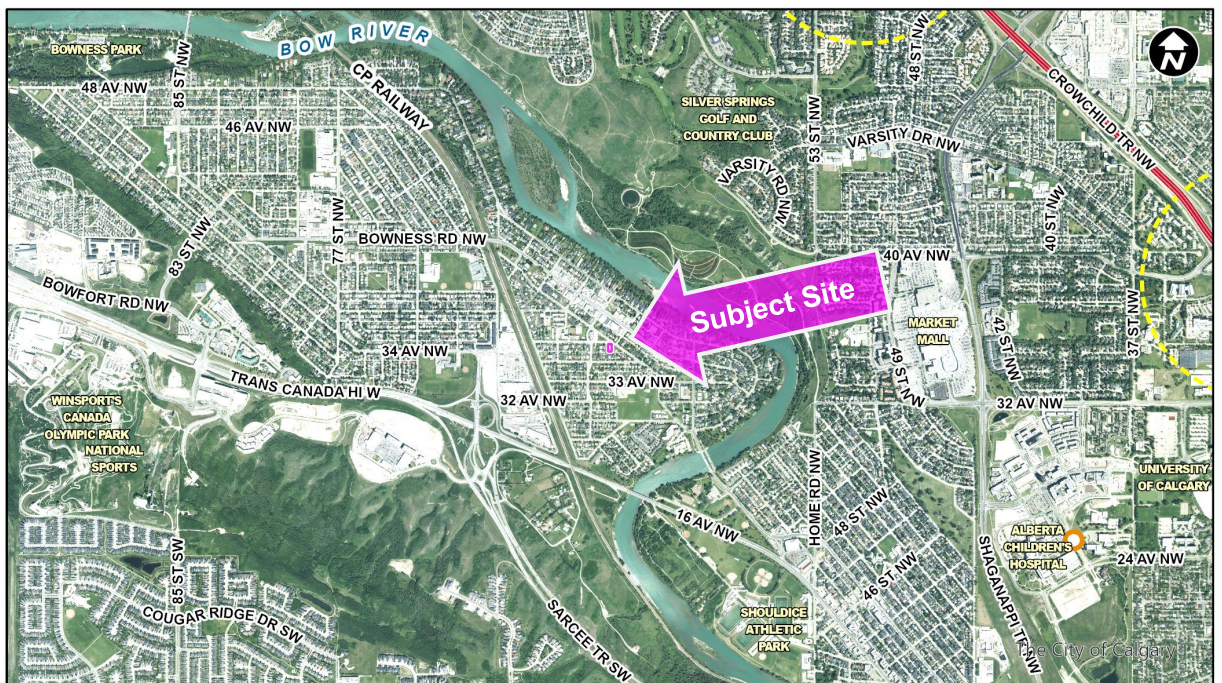 BOWNESS PARK
BOW RIVER
48 AV NW
85 ST NW
CP RAILWAY
46 AV NW
SILVER SPRINGS
GOLF AND
COUNTRY CLUB
53 ST NW
48 ST NW
VARSITY DR NW
VARSITY RD NW
CROWCHILD TR NW
N
83 ST NW
77 ST NW
BOWNESS RD NW
40 AV NW
40 ST NW
BOWFORT RD NW
Subject Site
MARKET
MALL
42 ST NW
37 ST NW
34 AV NW
33 AV NW
49 ST NW
TRANS CANADA HI W
32 AV NW
32 AV NW
WINSPORT'S
CANADA
OLYMPIC PARK
NATIONAL
SPORTS
UNIVERSITY
OF CALGARY
HOME RD NW
48 ST NW
16 AV NW
46 ST NW
ALBERTA
CHILDREN'S
HOSPITAL
24 AV NW
SHAGANAPPI TR NW
85 ST SW
COUGAR RIDGE DR SW
SARCEE TR SW
SHOULDICE
ATHLETIC
PARK
The City of Calgary